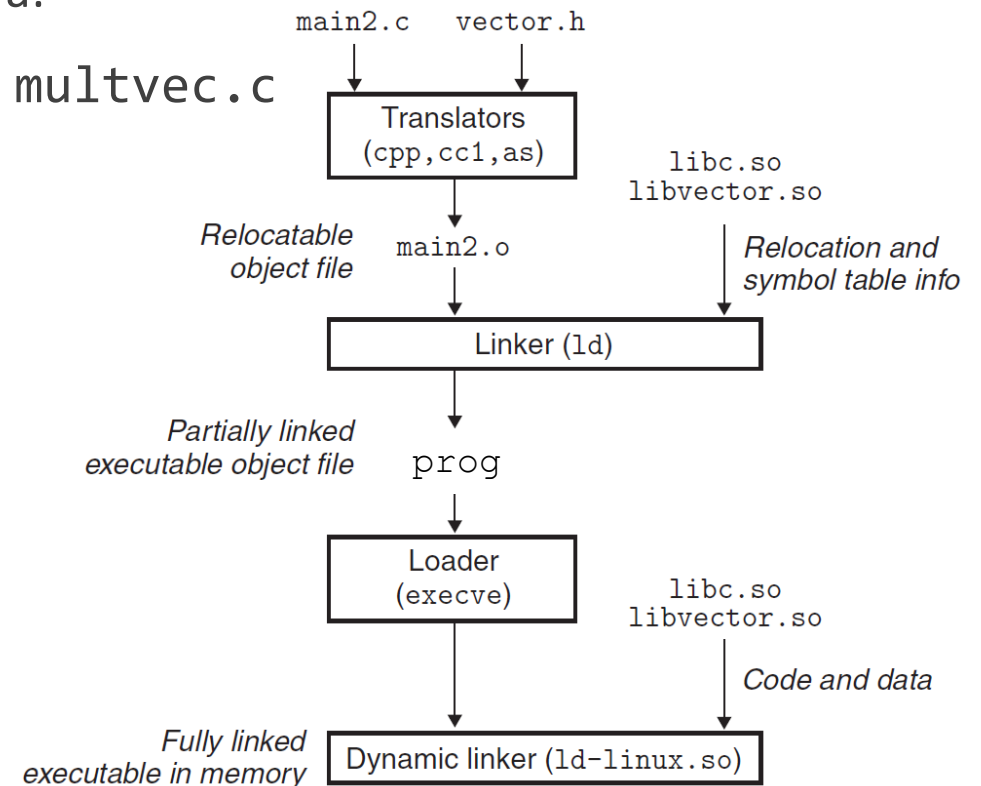 main2.c vector.h
multvec.c
Translators
(cpp,cc1,as)
libc.so
libvector.so
Relocatable
object file
main2.o
Relocation and
symbol table info
Linker (ld)
Partially linked
executable object file
prog
Loader
(execve)
libc.so
libvector.so
Code and data
Fully linked
executable in memory
Dynamic linker (ld-linux.so)